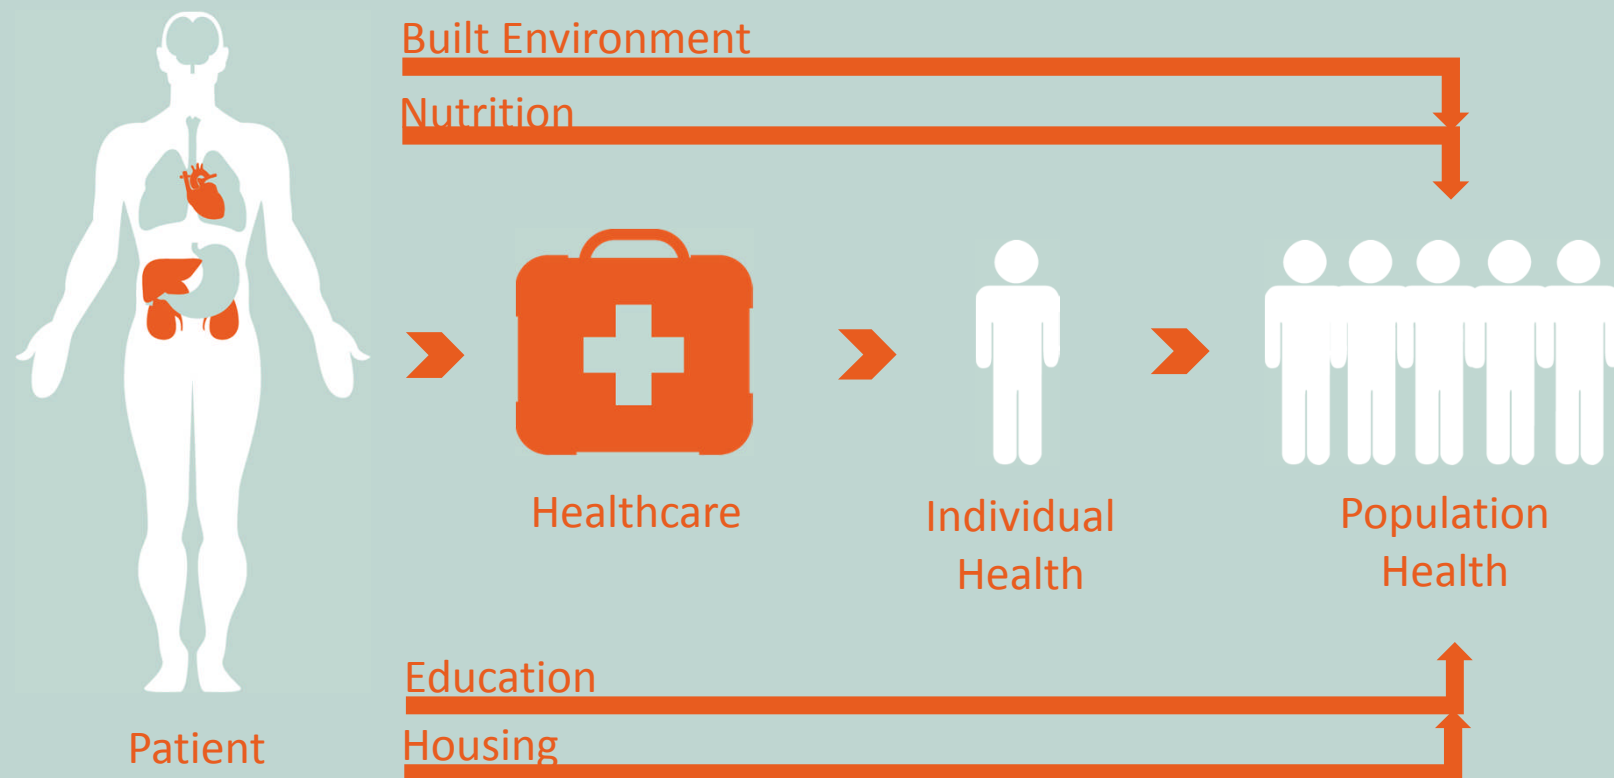 Built Environment
Nutrition
Healthcare
Individual
Health
Population
Health
Education
Housing
Patient